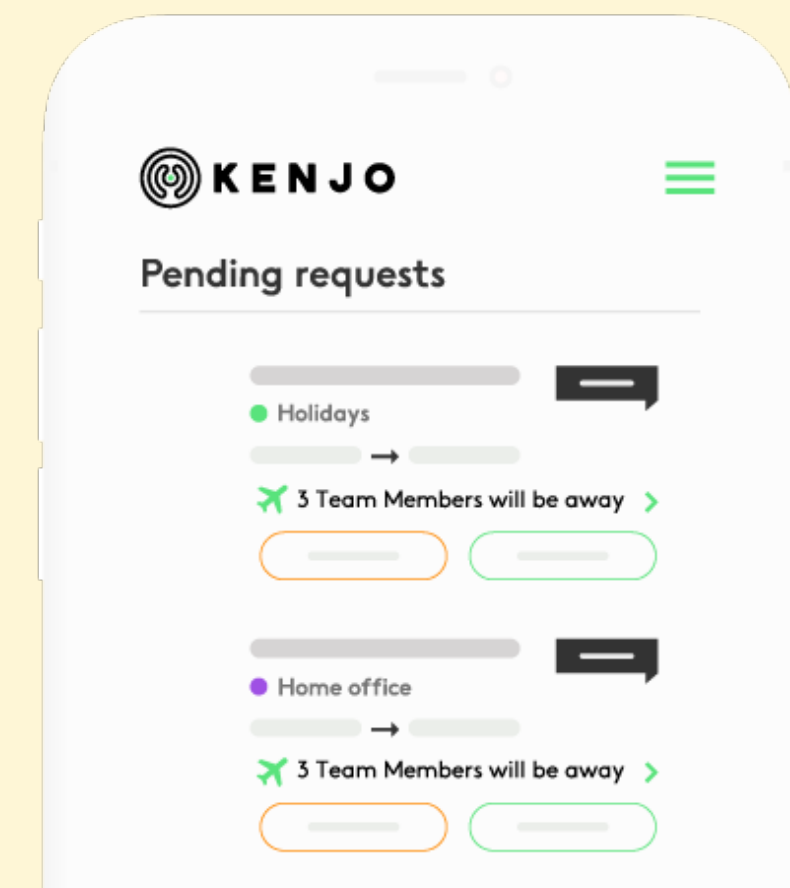 KENJO
Pending requests
Holidays
3 Team Members will be away
Home office
3 Team Members will be away